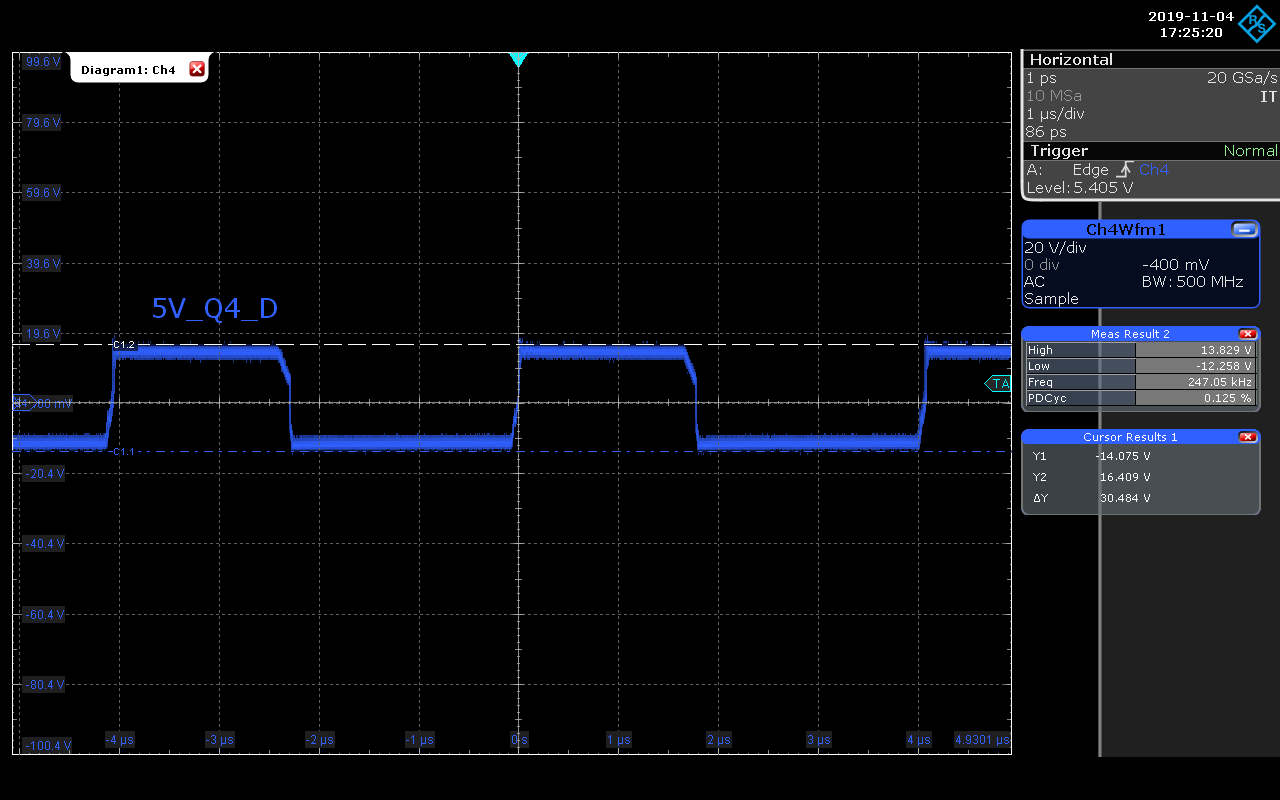 2019-11-04
17:25:20
R&S
Diagram1: Ch4
99.6 V
79.6 V
59.6 V
39.6 V
19.6 V
-20.4 V
-40.4 V
-60.4 V
-80.4 V
-100.4 V
5V_Q4_D
C1.2
C1.1
TA
-4 µs
-3 µs
-2 µs
-1 µs
0 s
1 µs
2 µs
3 µs
4 µs
4.9301 µs
Horizontal
1 ps 20 GSa/s
10 MSa IT
1 µs/div
86 ps
Trigger Normal
A: Edge Ch4
Level: 5.405 V
Ch4Wfm1
20 V/div
0 div -400 mV
AC BW: 500 MHz
Sample
Meas Result 2
High 13.829 V
Low -12.258 V
Freq 247.05 kHz
PDCyc 0.125 %
Cursor Results 1
Y1 -14.075 V
Y2 16.409 V
ΔY 30.484 V